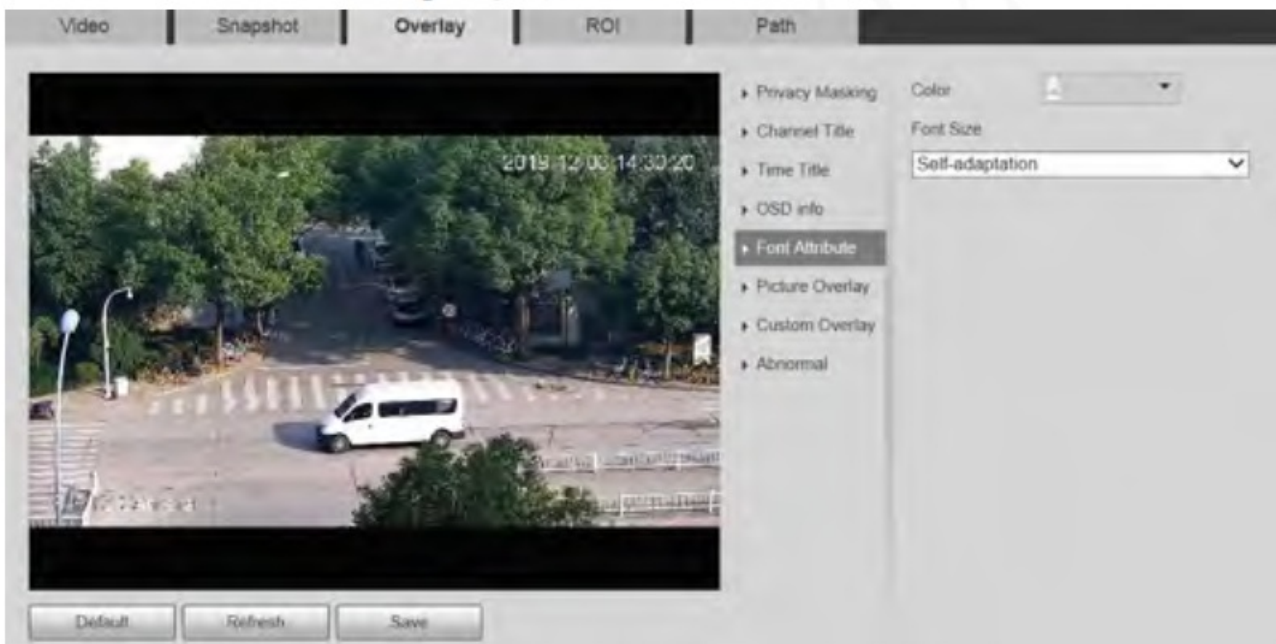 Video Snapshot Overlay ROI Path
2019-12-03 14:30:20
Privacy Masking
Channel Title
Time Title
OSD info
Font Attribute
Picture Overlay
Custom Overlay
Abnormal
Color
Font Size
Self-adaptation
Default Refresh Save